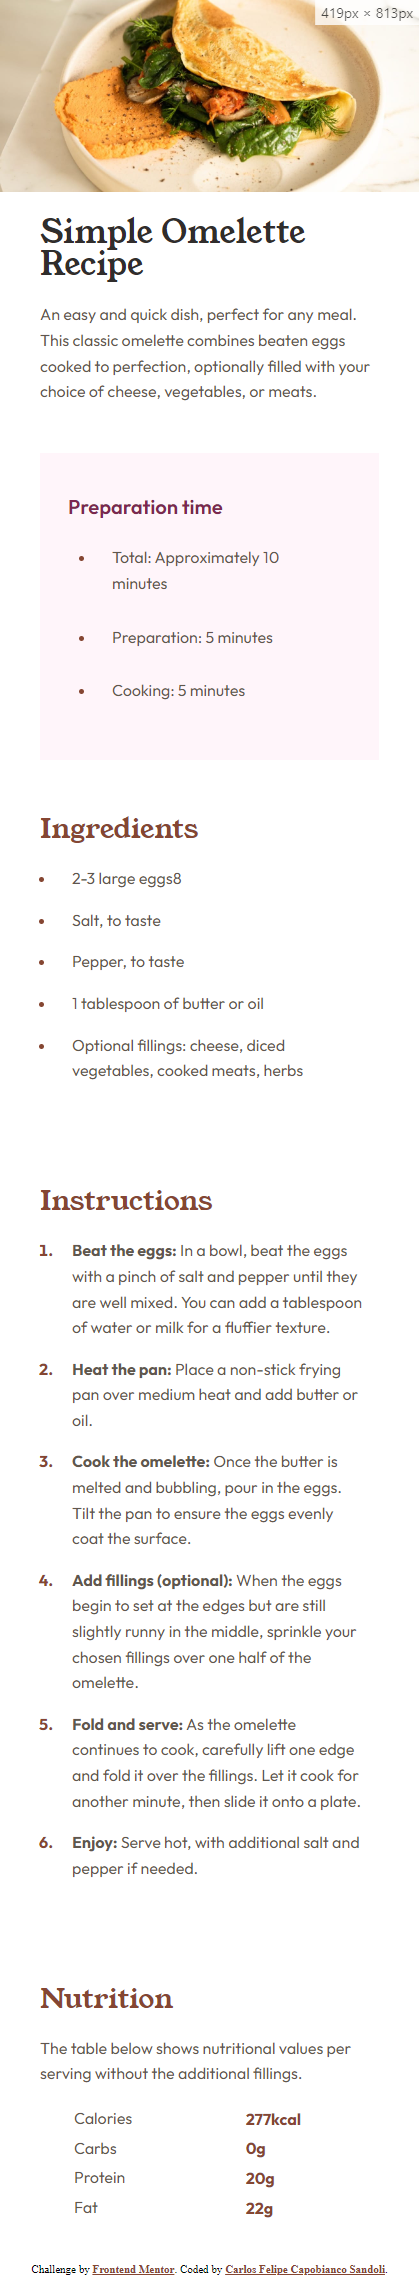 419px × 813px
Simple Omelette
Recipe
An easy and quick dish, perfect for any meal.
This classic omelette combines beaten eggs
cooked to perfection, optionally filled with your
choice of cheese, vegetables, or meats.
Preparation time
• Total: Approximately 10
minutes
• Preparation: 5 minutes
• Cooking: 5 minutes
Ingredients
• 2-3 large eggs8
• Salt, to taste
• Pepper, to taste
• 1 tablespoon of butter or oil
• Optional fillings: cheese, diced
vegetables, cooked meats, herbs
Instructions
1. Beat the eggs: In a bowl, beat the eggs
with a pinch of salt and pepper until they
are well mixed. You can add a tablespoon
of water or milk for a fluffier texture.
2. Heat the pan: Place a non-stick frying
pan over medium heat and add butter or
oil.
3. Cook the omelette: Once the butter is
melted and bubbling, pour in the eggs.
Tilt the pan to ensure the eggs evenly
coat the surface.
4. Add fillings (optional): When the eggs
begin to set at the edges but are still
slightly runny in the middle, sprinkle your
chosen fillings over one half of the
omelette.
5. Fold and serve: As the omelette
continues to cook, carefully lift one edge
and fold it over the fillings. Let it cook for
another minute, then slide it onto a plate.
6. Enjoy: Serve hot, with additional salt and
pepper if needed.
Nutrition
The table below shows nutritional values per
serving without the additional fillings.
Calories 277kcal
Carbs 0g
Protein 20g
Fat 22g
Challenge by Frontend Mentor. Coded by Carlos Felipe Capobianco Sandoli.